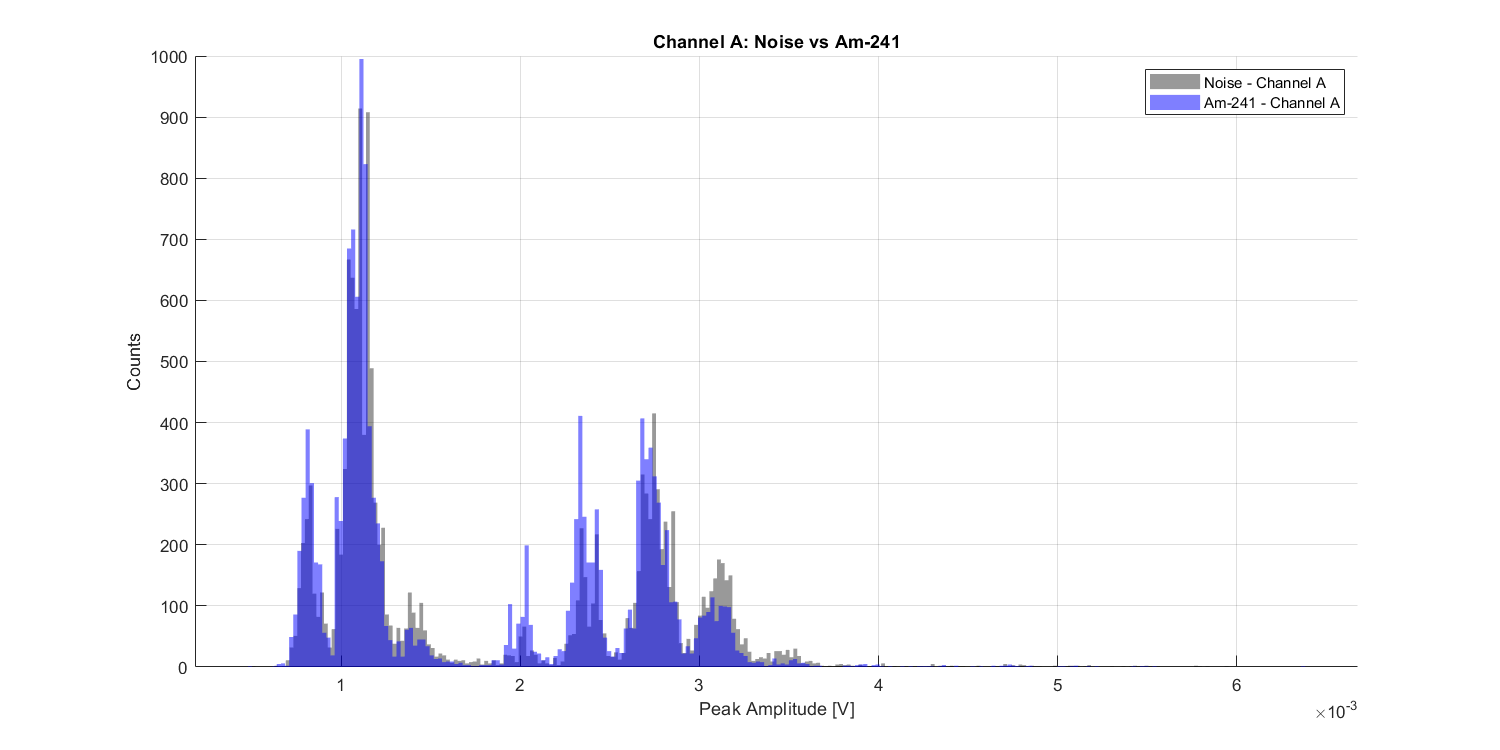 Channel A: Noise vs Am-241
Noise - Channel A
Am-241 - Channel A
Counts
1000
900
800
700
600
500
400
300
200
100
0
1 2 3 4 5 6
Peak Amplitude [V]
×10⁻³